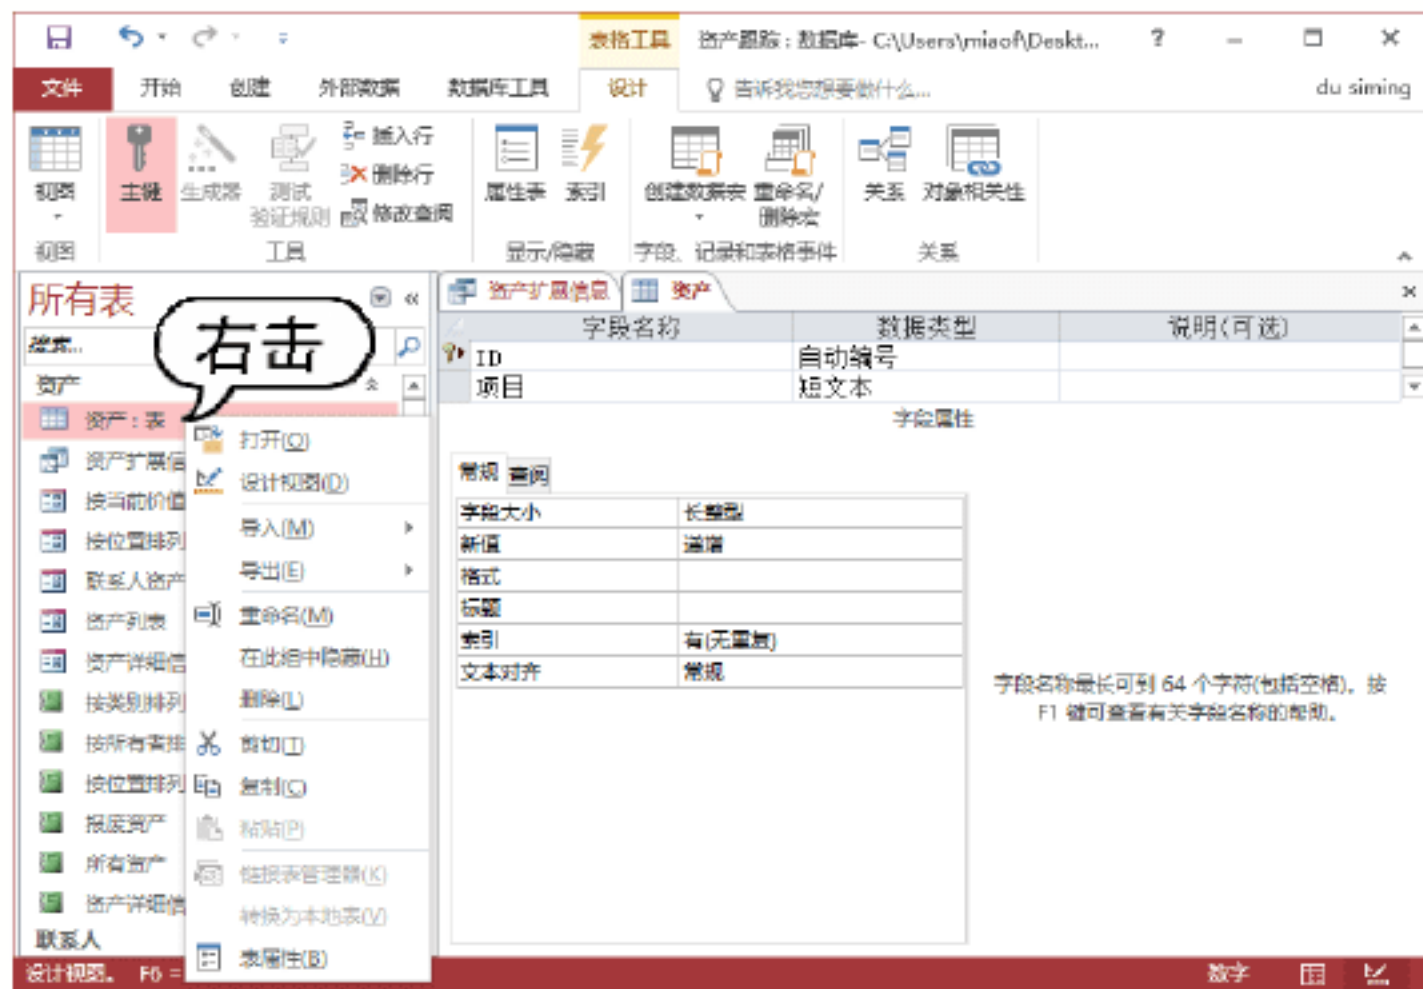 表格工具 资产跟踪：数据库- C:\Users\miaof\Deskt... ?
文件 开始 创建 外部数据 数据库工具 设计 告诉我您想要做什么... du siming
视图 主键 生成器 测试验证规则 插入行 删除行 修改查阅 属性表 索引 创建数据宏 重命名/删除宏 关系 对象相关性
视图 工具 显示/隐藏 字段、记录和表格事件 关系
所有表
搜索...
右击
资产
资产：表
资产扩展信
按当前价值
按位置排列
联系人资产
资产列表
资产详细信
按类别排列
按所有者排
按位置排列
报废资产
所有资产
资产详细信
联系人
打开(O)
设计视图(D)
导入(M)
导出(E)
重命名(M)
在此组中隐藏(H)
删除(L)
剪切(T)
复制(C)
粘贴(P)
链接表管理器(K)
转换为本地表(V)
表属性(B)
资产扩展信息 资产
字段名称 数据类型 说明(可选)
ID 自动编号
项目 短文本
字段属性
常规 查阅
字段大小 长整型
新值 递增
格式
标题
索引 有(无重复)
文本对齐 常规
字段名称最长可到 64 个字符(包括空格)。按
F1 键可查看有关字段名称的帮助。
设计视图。 F6 = 数字